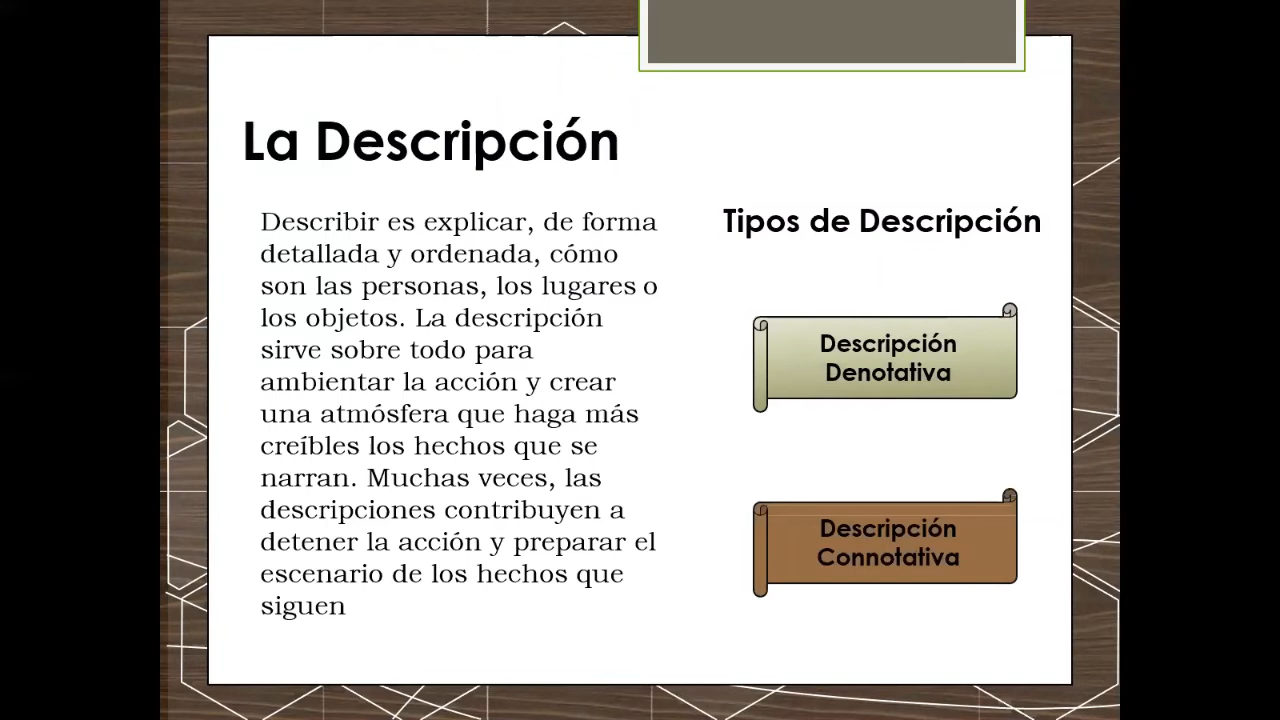 La Descripción
Describir es explicar, de forma
detallada y ordenada, cómo
son las personas, los lugares o
los objetos. La descripción
sirve sobre todo para
ambientar la acción y crear
una atmósfera que haga más
creíbles los hechos que se
narran. Muchas veces, las
descripciones contribuyen a
detener la acción y preparar el
escenario de los hechos que
siguen
Tipos de Descripción
Descripción
Denotativa
Descripción
Connotativa